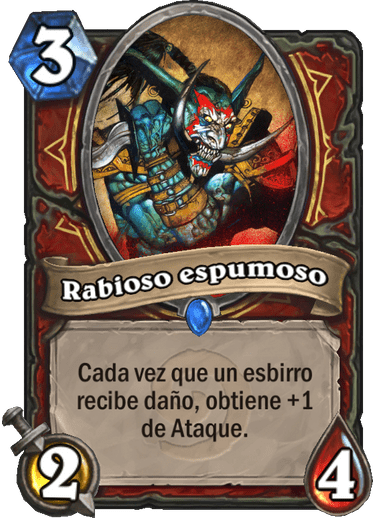 3
Rabioso espumoso
Cada vez que un esbirro
recibe daño, obtiene +1
de Ataque.
2
4